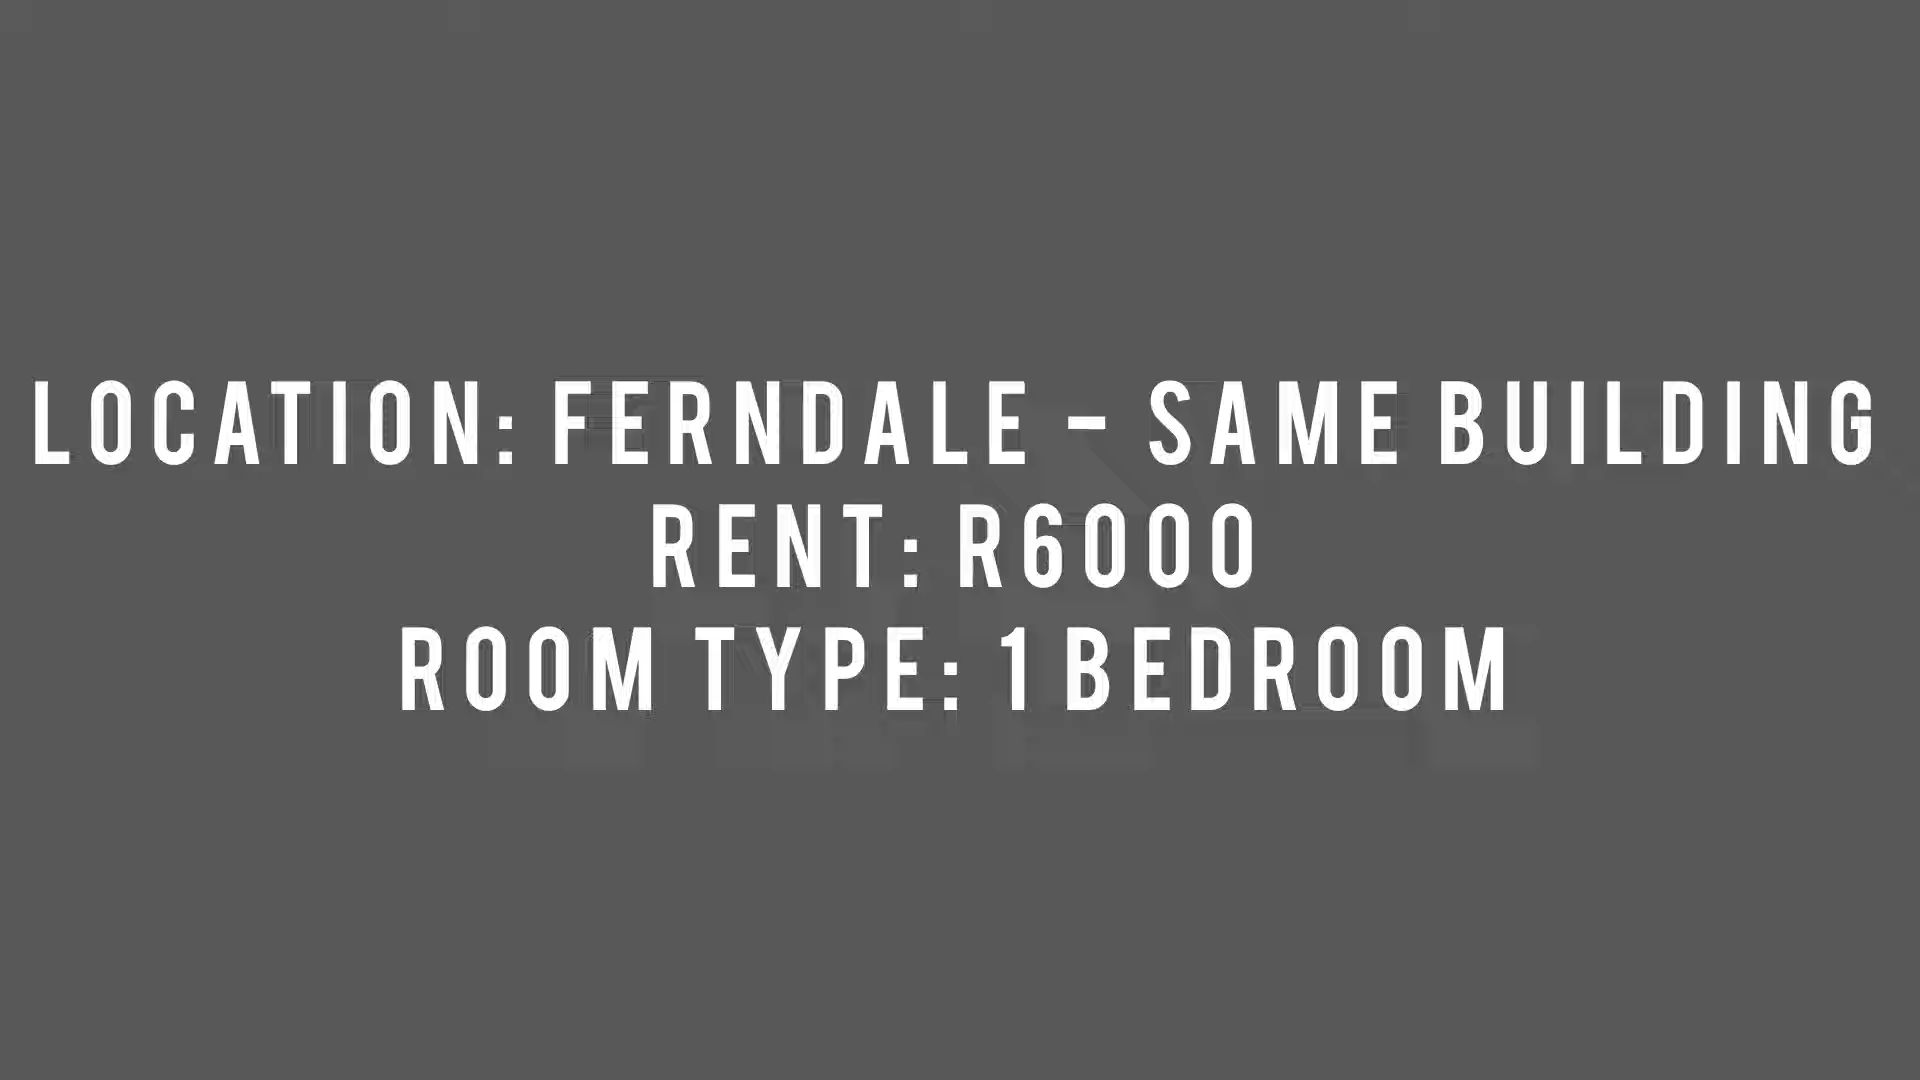 LOCATION: FERNDALE - SAME BUILDING
RENT: R6000
ROOM TYPE: 1 BEDROOM